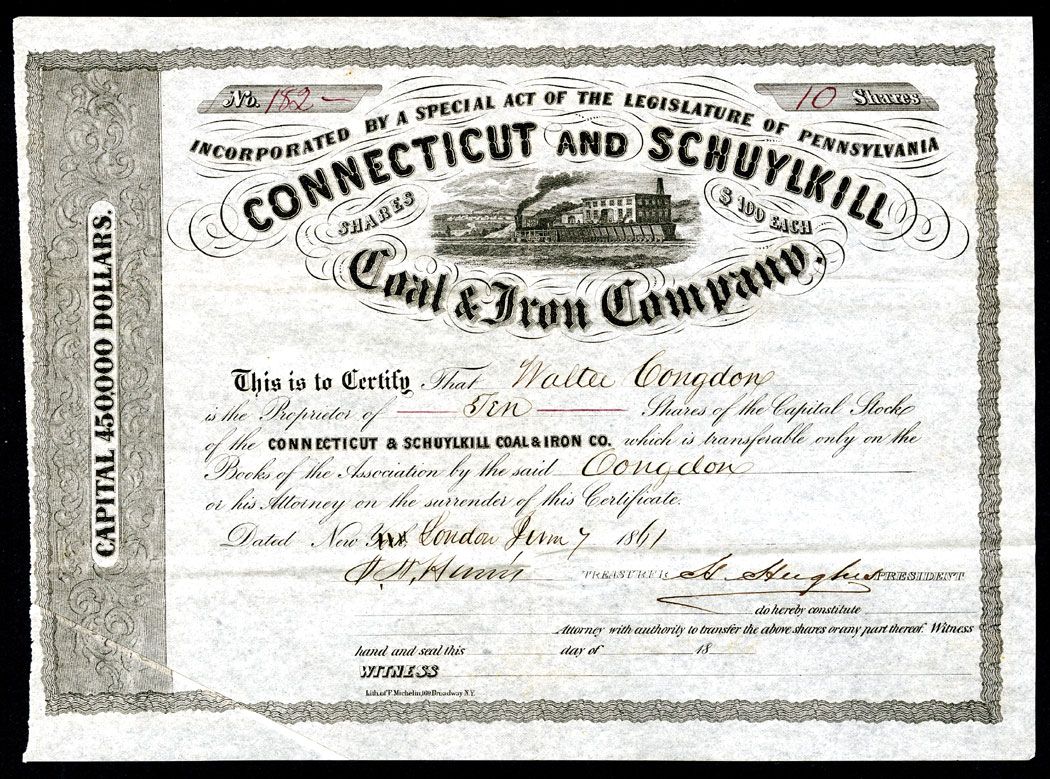 No. 182 —
10 Shares
INCORPORATED BY A SPECIAL ACT OF THE LEGISLATURE OF PENNSYLVANIA
CONNECTICUT AND SCHUYLKILL
SHARES $100 EACH
Coal & Iron Company.
CAPITAL 450,000 DOLLARS.
This is to Certify That Walter Congdon
is the Proprietor of Ten Shares of the Capital Stock
of the CONNECTICUT & SCHUYLKILL COAL & IRON CO. which is transferable only on the
Books of the Association by the said Congdon
or his Attorney on the surrender of this Certificate.
Dated New London 7 1861
TREASURER H. Hughes PRESIDENT
do hereby constitute
Attorney with authority to transfer the above shares or any part thereof. Witness
hand and seal this day of 18
WITNESS
Lith. of F. Michelin, Broadway N.Y.